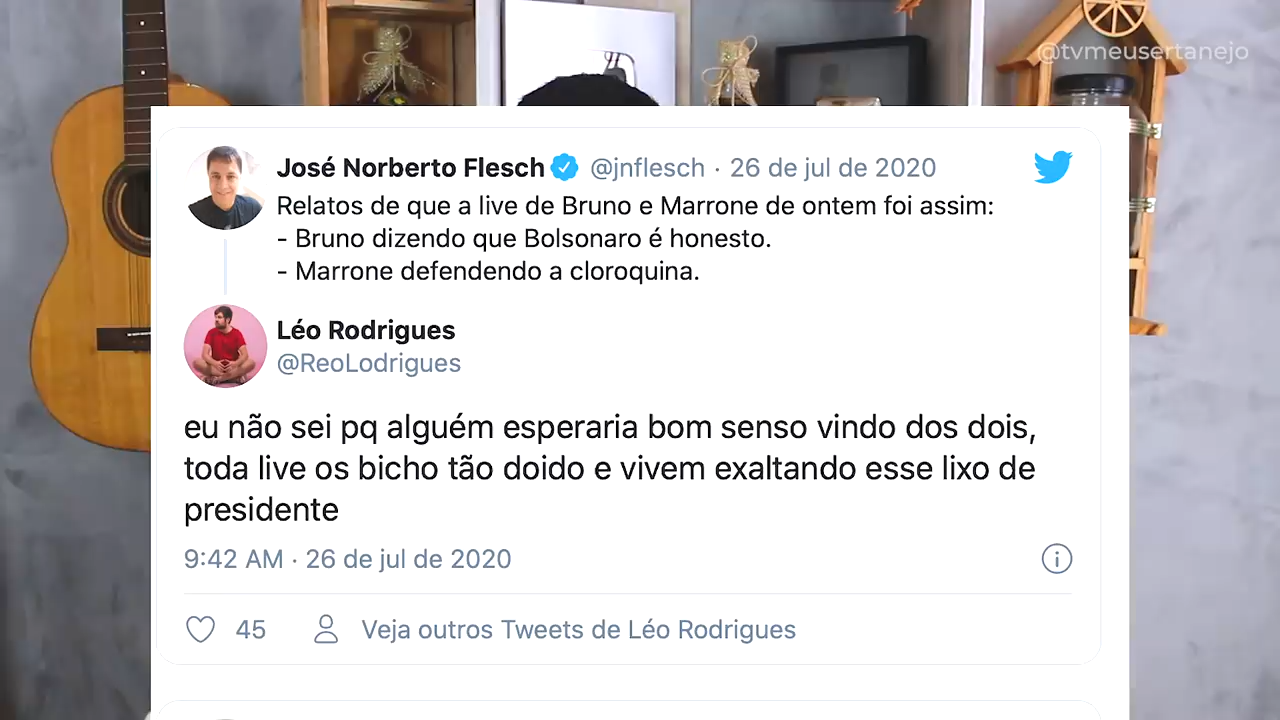 @tvmeusertanejo
José Norberto Flesch @jnflesch · 26 de jul de 2020
Relatos de que a live de Bruno e Marrone de ontem foi assim:
- Bruno dizendo que Bolsonaro é honesto.
- Marrone defendendo a cloroquina.
Léo Rodrigues
@ReoLodrigues
eu não sei pq alguém esperaria bom senso vindo dos dois,
toda live os bicho tão doido e vivem exaltando esse lixo de
presidente
9:42 AM · 26 de jul de 2020
45 Veja outros Tweets de Léo Rodrigues